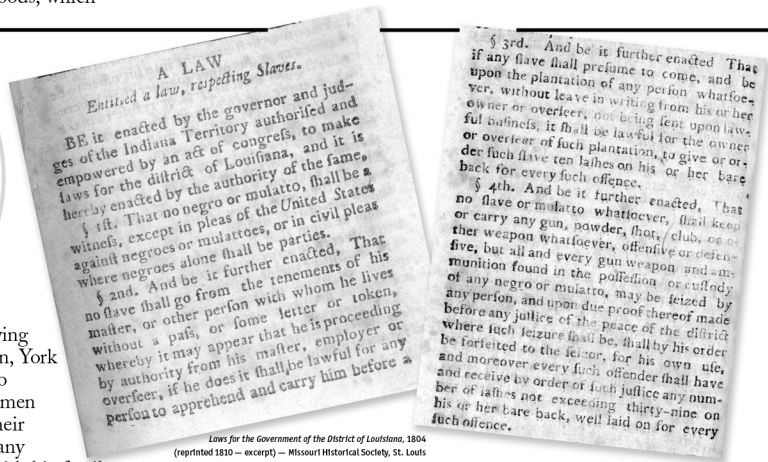 oods, which
A LAW
Entitled a law, respecting Slaves.
BE it enacted by the governor and jud-
ges of the Indiana Territory authorised and
empowered by an act of congreſs, to make
laws for the district of Louiſiana, and it is
hereby enacted by the authority of the ſame,
§ 1ſt. That no negro or mulatto, ſhall be a
witneſs, except in pleas of the United States
againſt negroes or mulattoes, or in civil pleas
where negroes alone ſhall be parties.
§ 2nd. And be it further enacted, That
no ſlave ſhall go from the tenements of his
maſter, or other perſon with whom he lives
without a paſs, or ſome letter or token,
whereby it may appear that he is proceeding
by authority from his maſter, employer or
overſeer, if he does it ſhall,be lawful for any
perſon to apprehend and carry him before a
§ 3rd. And be it further enacted That
if any ſlave ſhall preſume to come, and be
upon the plantation of any perſon whatſoe-
ver, without leave in writing from his or her
owner or overſeer, not being ſent upon law-
ful buſineſs, it ſhall be lawful for the owner
or overſeer of ſuch plantation, to give or or-
der ſuch ſlave ten laſhes on his or her bare
back for every ſuch offence.
§ 4th. And be it further enacted, That
no ſlave or mulatto whatſoever, ſhall keep
or carry any gun, powder, ſhot, club, or o-
ther weapon whatſoever, offenſive or defen-
ſive, but all and every gun weapon and am-
munition found in the poſſeſſion or cuſtody
of any negro or mulatto, may be ſeized by
any perſon, and upon due proof thereof made
before any juſtice of the peace of the diſtrict
where ſuch ſeizure ſhall be, ſhall by his order
be forfeited to the ſeizor, for his own uſe,
and moreover every ſuch offender ſhall have
and receive by order of ſuch juſtice any num-
ber of laſhes not exceeding thirty-nine on
his or her bare back, well laid on for every
ſuch offence.
ving
n, York
o
men
heir
any
Laws for the Government of the District of Louisiana, 1804
(reprinted 1810 — excerpt) — Missouri Historical Society, St. Louis